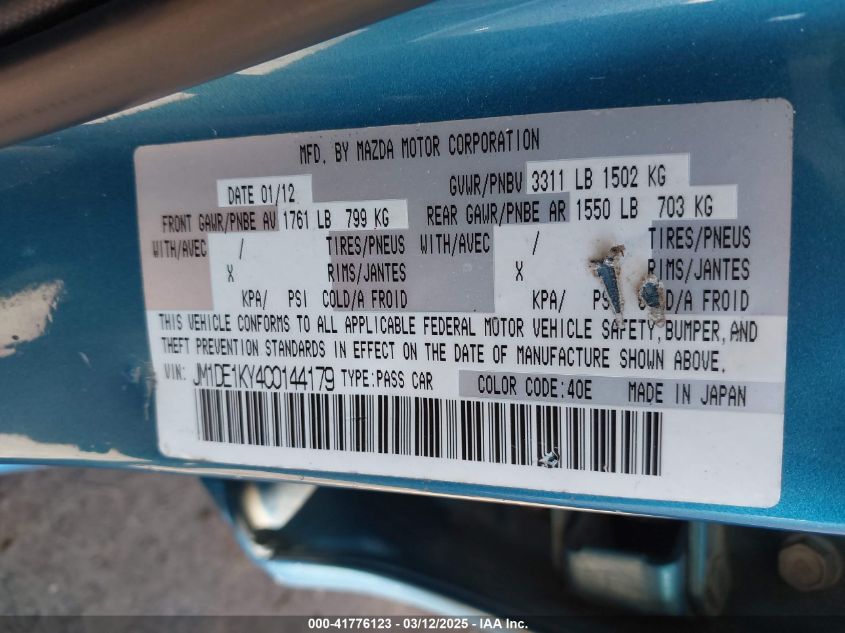 MFD. BY MAZDA MOTOR CORPORATION
DATE 01/12 GVWR/PNBV 3311 LB 1502 KG
FRONT GAWR/PNBE AV 1761 LB 799 KG REAR GAWR/PNBE AR 1550 LB 703 KG
WITH/AVEC / TIRES/PNEUS WITH/AVEC / TIRES/PNEUS
X RIMS/JANTES X RIMS/JANTES
KPA/ PSI COLD/A FROID KPA/ PSI COLD/A FROID
THIS VEHICLE CONFORMS TO ALL APPLICABLE FEDERAL MOTOR VEHICLE SAFETY, BUMPER, AND
THEFT PREVENTION STANDARDS IN EFFECT ON THE DATE OF MANUFACTURE SHOWN ABOVE.
VIN: JM1DE1KY4C0144179 TYPE:PASS CAR COLOR CODE:40E MADE IN JAPAN
000-41776123 - 03/12/2025 - IAA Inc.